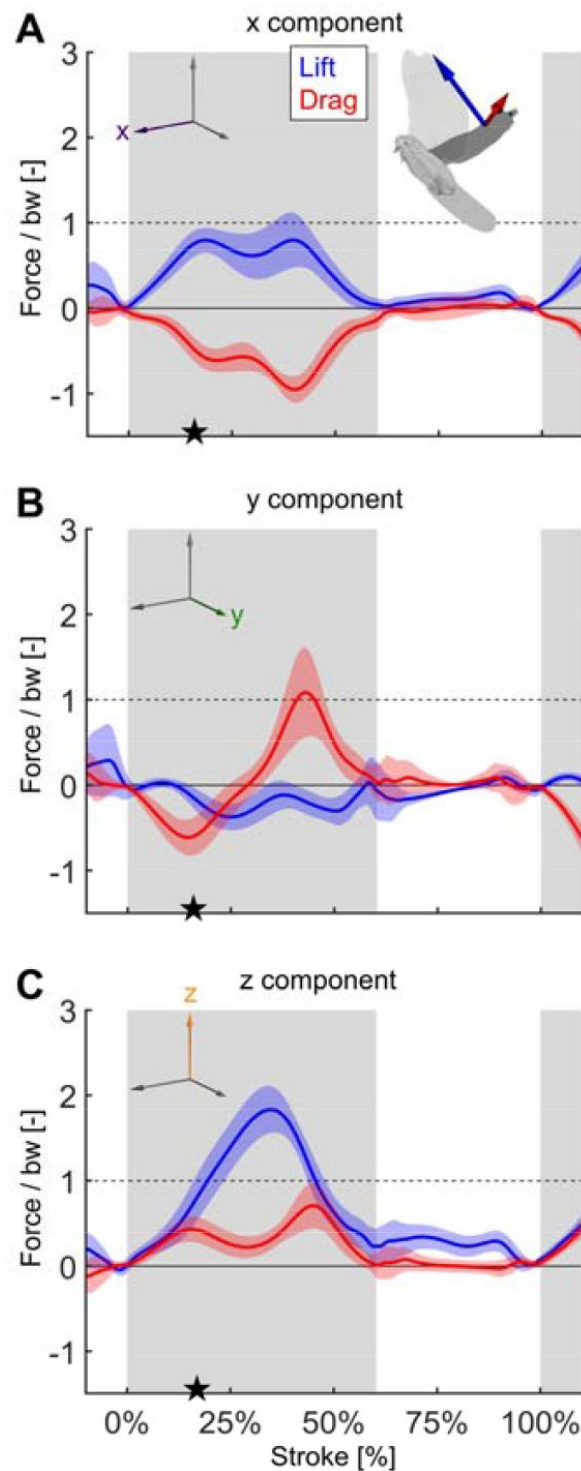 A
x component
3
Lift
Drag
2
x
1
0
-1
Force / bw [-]
B
y component
3
2
y
1
0
-1
Force / bw [-]
C
z component
z
3
2
1
0
-1
Force / bw [-]
0% 25% 50% 75% 100%
Stroke [%]